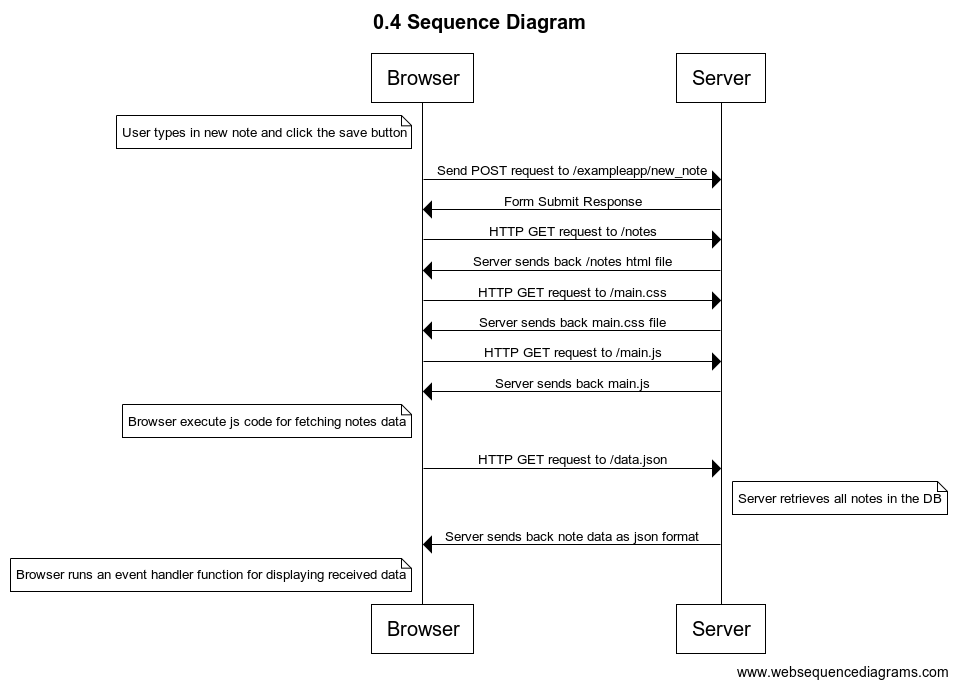 0.4 Sequence Diagram
Browser
Server
User types in new note and click the save button
Send POST request to /exampleapp/new_note
Form Submit Response
HTTP GET request to /notes
Server sends back /notes html file
HTTP GET request to /main.css
Server sends back main.css file
HTTP GET request to /main.js
Server sends back main.js
Browser execute js code for fetching notes data
HTTP GET request to /data.json
Server retrieves all notes in the DB
Server sends back note data as json format
Browser runs an event handler function for displaying received data
Browser
Server
www.websequencediagrams.com